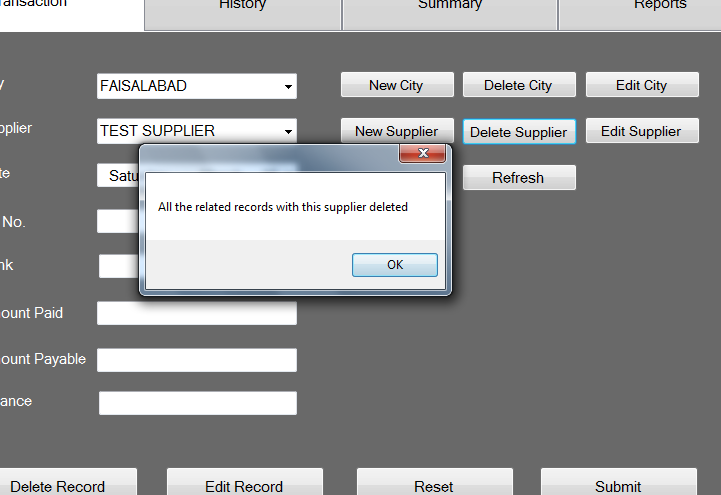 ransaction History Summary Reports
y FAISALABAD New City Delete City Edit City
pplier TEST SUPPLIER New Supplier Delete Supplier Edit Supplier
te Satu Refresh
All the related records with this supplier deleted
No.
nk OK
ount Paid
ount Payable
ance
Delete Record Edit Record Reset Submit